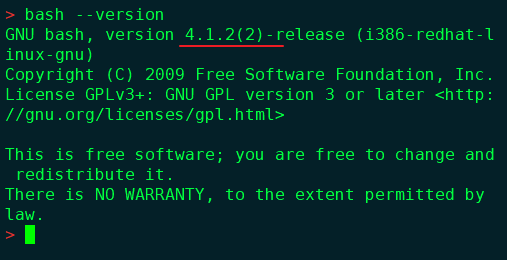 > bash --version
GNU bash, version 4.1.2(2)-release (i386-redhat-l
inux-gnu)
Copyright (C) 2009 Free Software Foundation, Inc.
License GPLv3+: GNU GPL version 3 or later <http:
//gnu.org/licenses/gpl.html>

This is free software; you are free to change and
 redistribute it.
There is NO WARRANTY, to the extent permitted by
law.
>